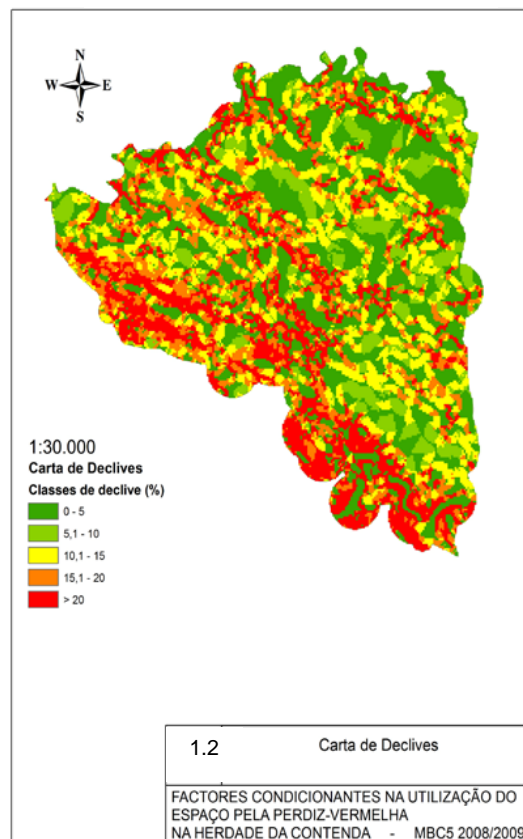 N
W E
S
1:30.000
Carta de Declives
Classes de declive (%)
0 - 5
5,1 - 10
10,1 - 15
15,1 - 20
> 20
1.2 Carta de Declives
FACTORES CONDICIONANTES NA UTILIZAÇÃO DO
ESPAÇO PELA PERDIZ-VERMELHA
NA HERDADE DA CONTENDA - MBC5 2008/2009